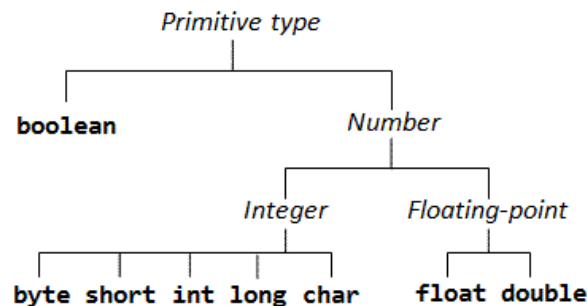 Primitive type
boolean
Number
Integer Floating-point
byte short int long char float double